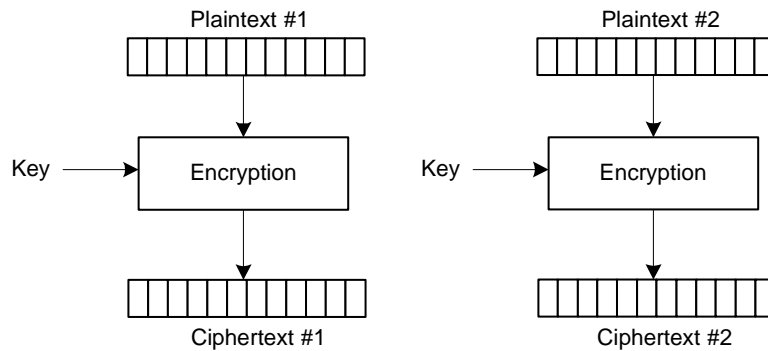 Plaintext #1
Plaintext #2
Key
Encryption
Key
Encryption
Ciphertext #1
Ciphertext #2